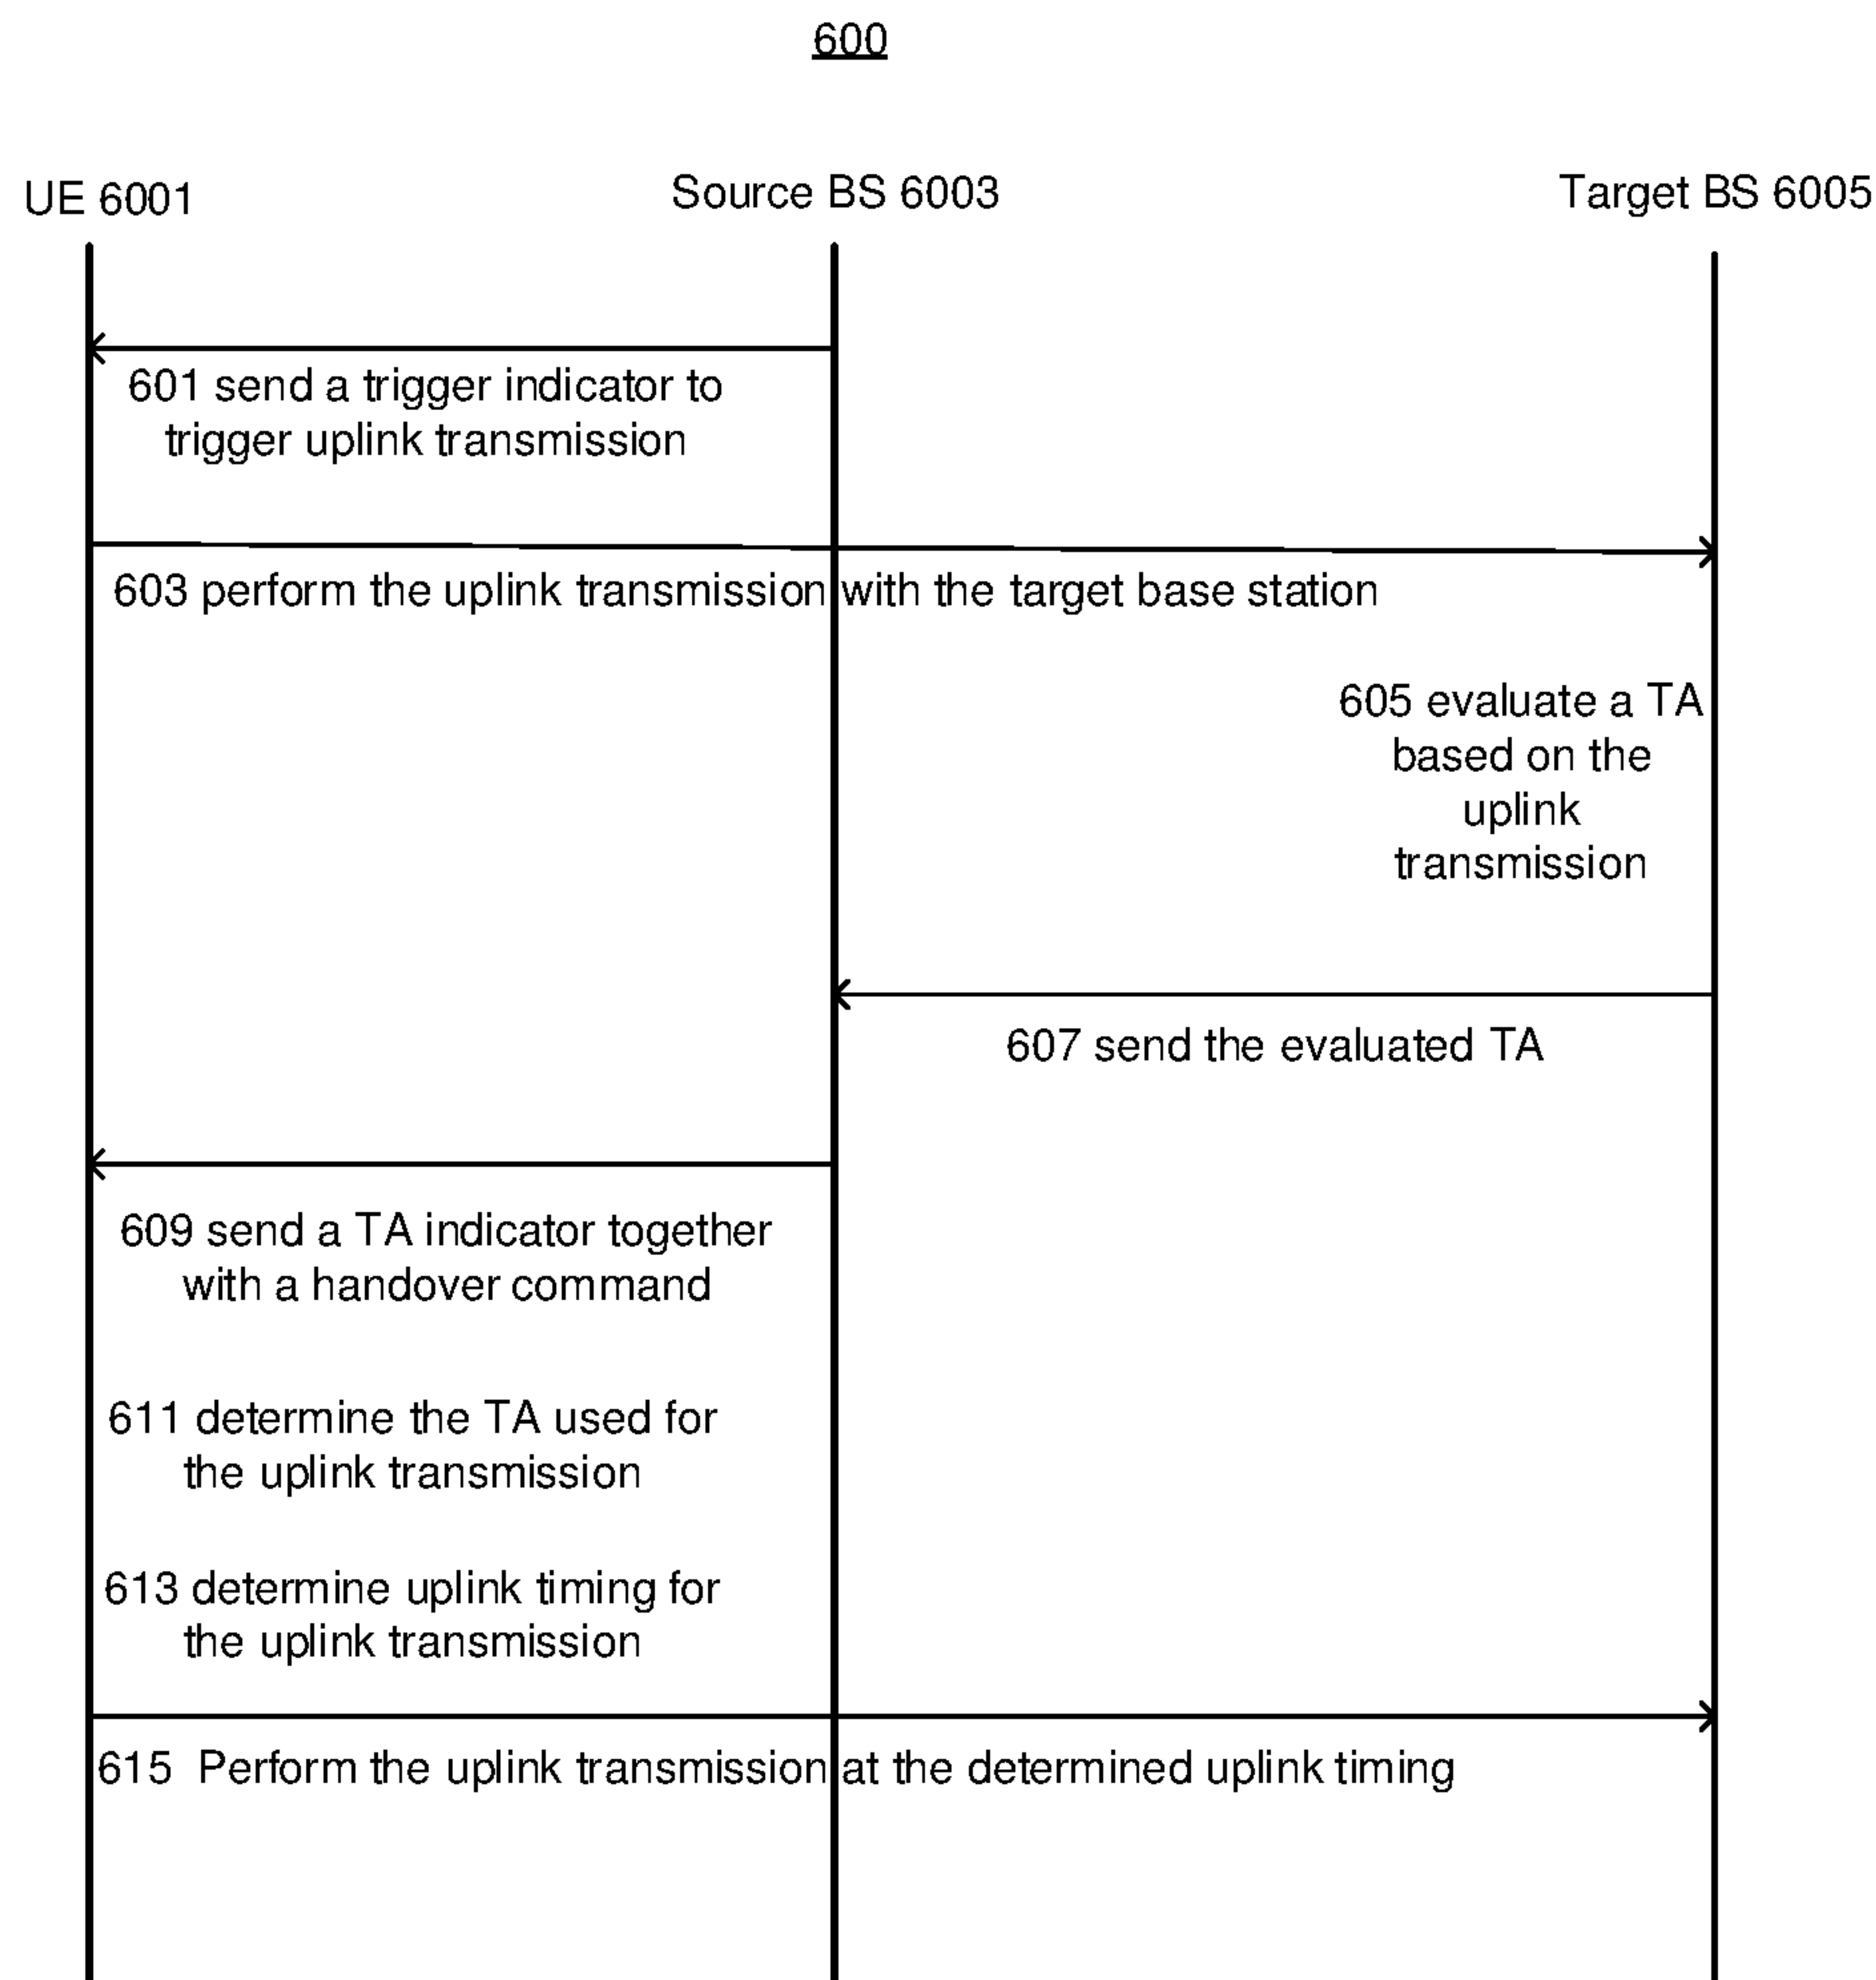 600
UE 6001
Source BS 6003
Target BS 6005
601 send a trigger indicator to
trigger uplink transmission
603 perform the uplink transmission with the target base station
605 evaluate a TA
based on the
uplink
transmission
607 send the evaluated TA
609 send a TA indicator together
with a handover command
611 determine the TA used for
the uplink transmission
613 determine uplink timing for
the uplink transmission
615 Perform the uplink transmission at the determined uplink timing